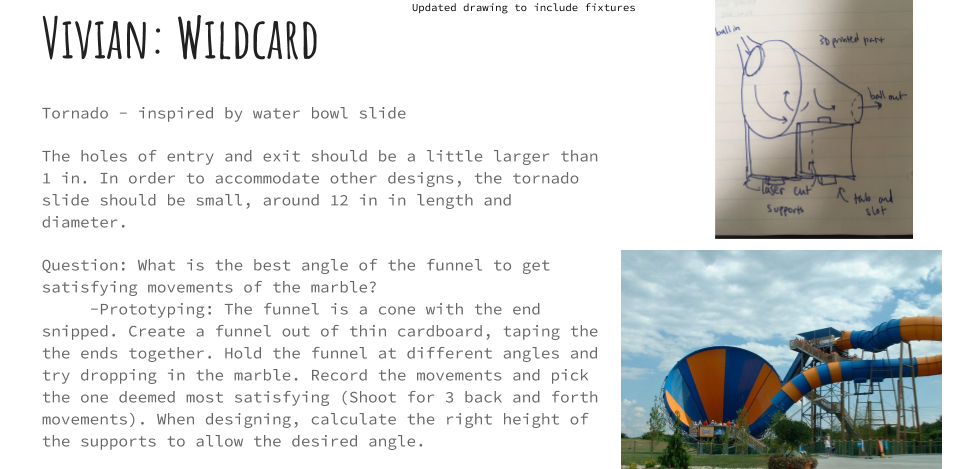 Updated drawing to include fixtures
VIVIAN: WILDCARD
Tornado - inspired by water bowl slide
The holes of entry and exit should be a little larger than
1 in. In order to accommodate other designs, the tornado
slide should be small, around 12 in in length and
diameter.
Question: What is the best angle of the funnel to get
satisfying movements of the marble?
-Prototyping: The funnel is a cone with the end
snipped. Create a funnel out of thin cardboard, taping the
the ends together. Hold the funnel at different angles and
try dropping in the marble. Record the movements and pick
the one deemed most satisfying (Shoot for 3 back and forth
movements). When designing, calculate the right height of
the supports to allow the desired angle.
ball in
3D printed part
ball out
laser cut
supports
tab and
slot